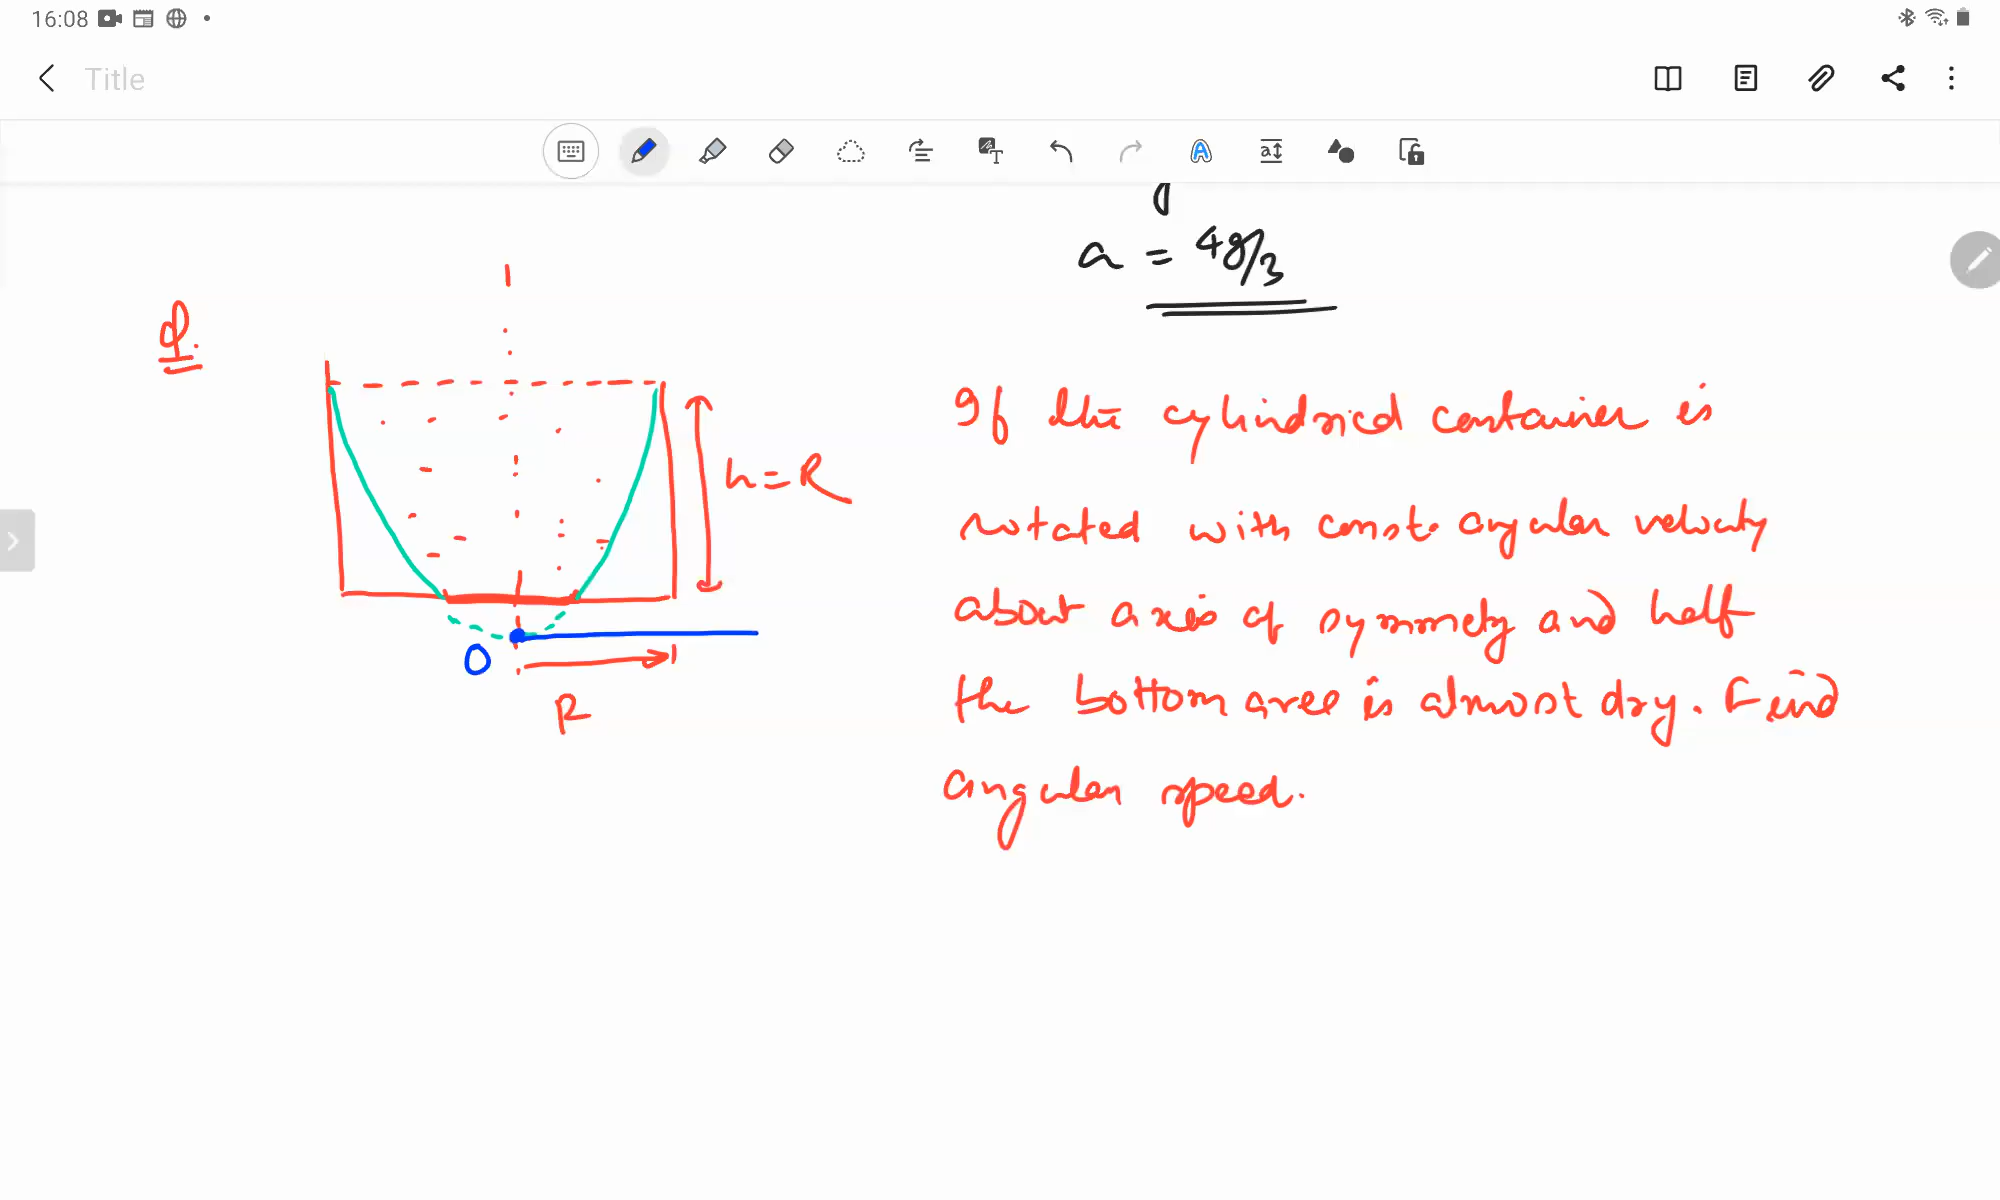 16:08
Title
a = 4g/3
Q.
If the cylindrical container is
h = R
rotated with const. angular velocity
about axis of symmety and half
O
the bottom area is almost dry. Find
R
angular speed.